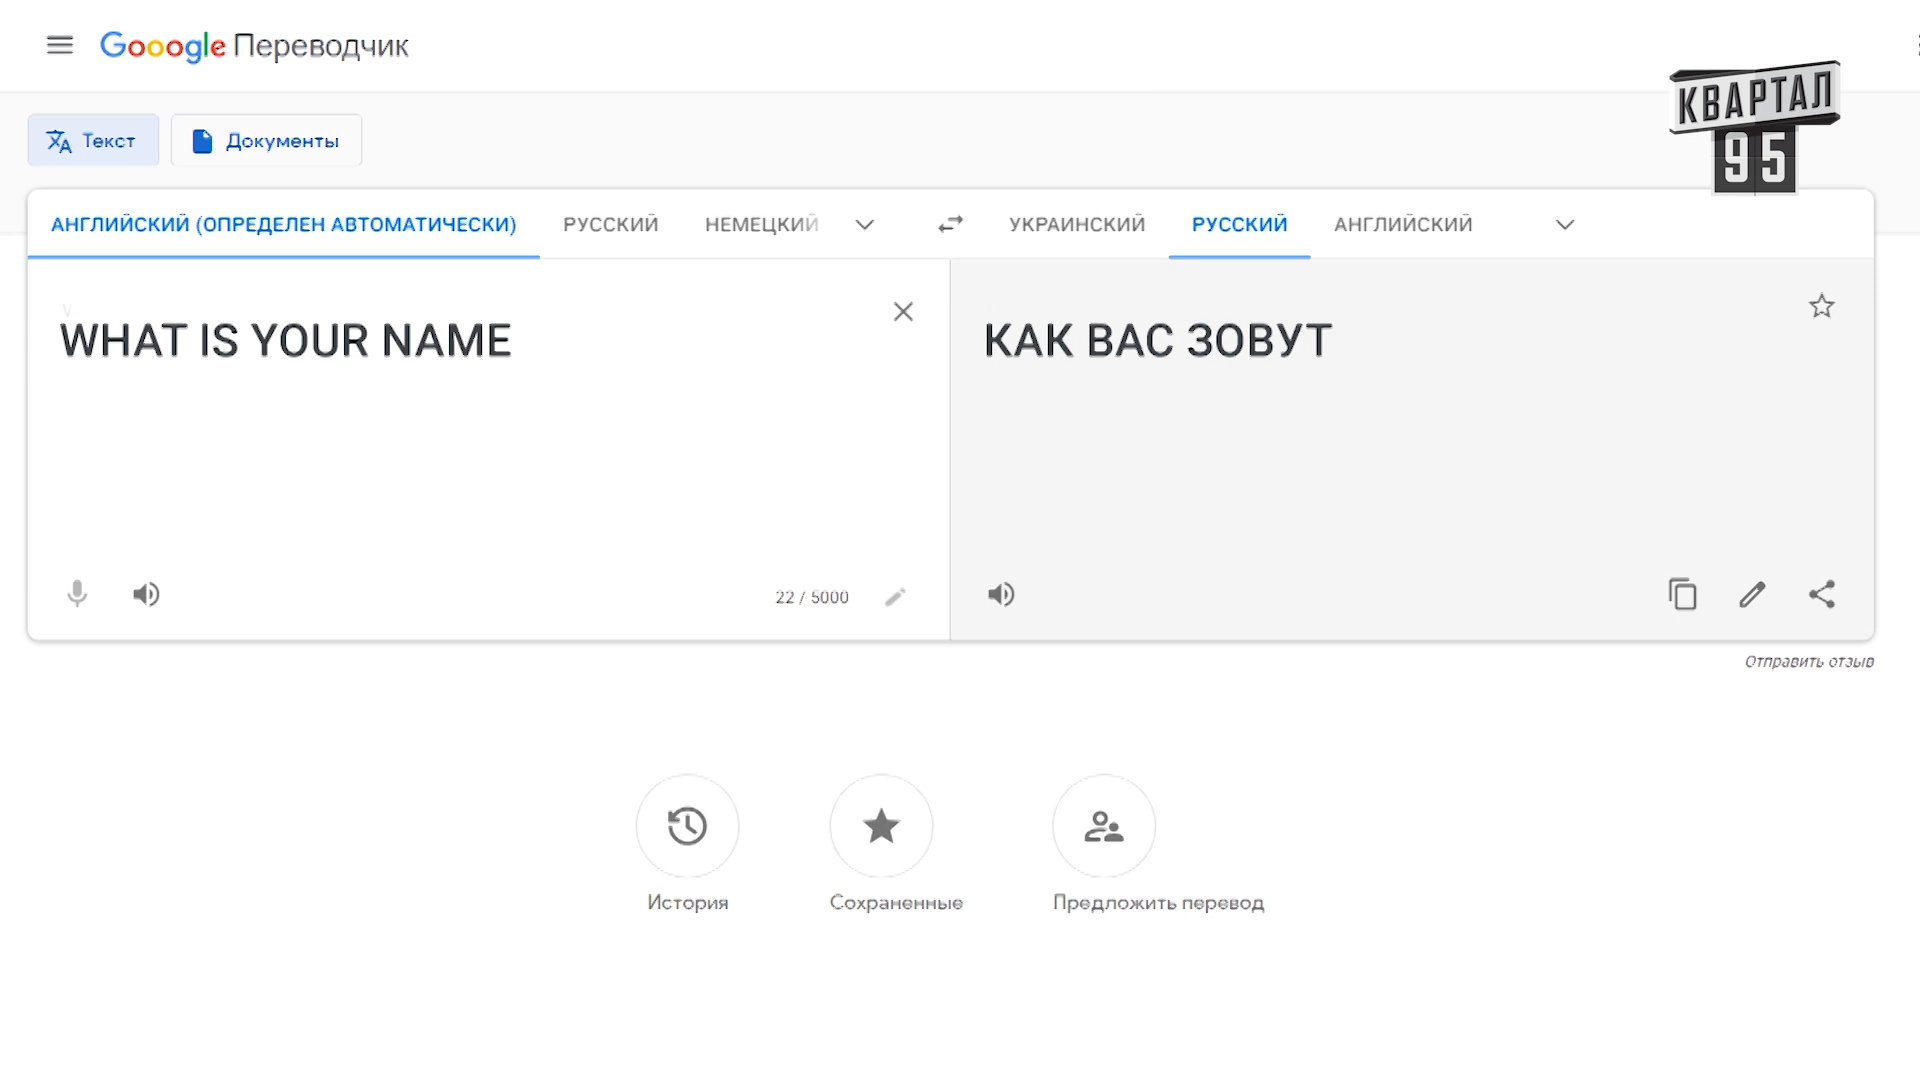 Gooogle Переводчик
КВАРТАЛ
95
Текст
Документы
АНГЛИЙСКИЙ (ОПРЕДЕЛЕН АВТОМАТИЧЕСКИ) РУССКИЙ НЕМЕЦКИЙ УКРАИНСКИЙ РУССКИЙ АНГЛИЙСКИЙ
WHAT IS YOUR NAME
КАК ВАС ЗОВУТ
22 / 5000
Отправить отзыв
История
Сохраненные
Предложить перевод